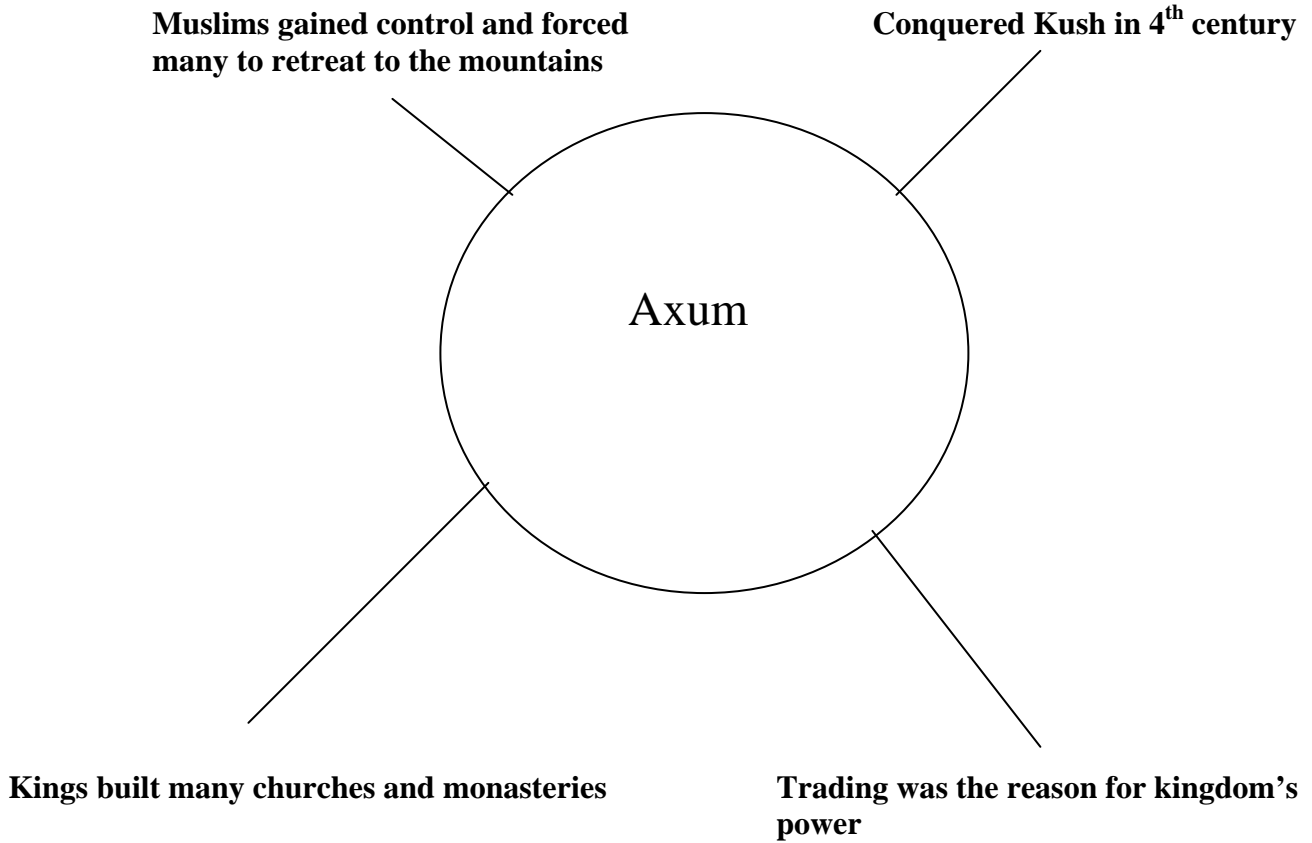 Muslims gained control and forced
many to retreat to the mountains
Conquered Kush in 4th century
Axum
Kings built many churches and monasteries
Trading was the reason for kingdom’s
power